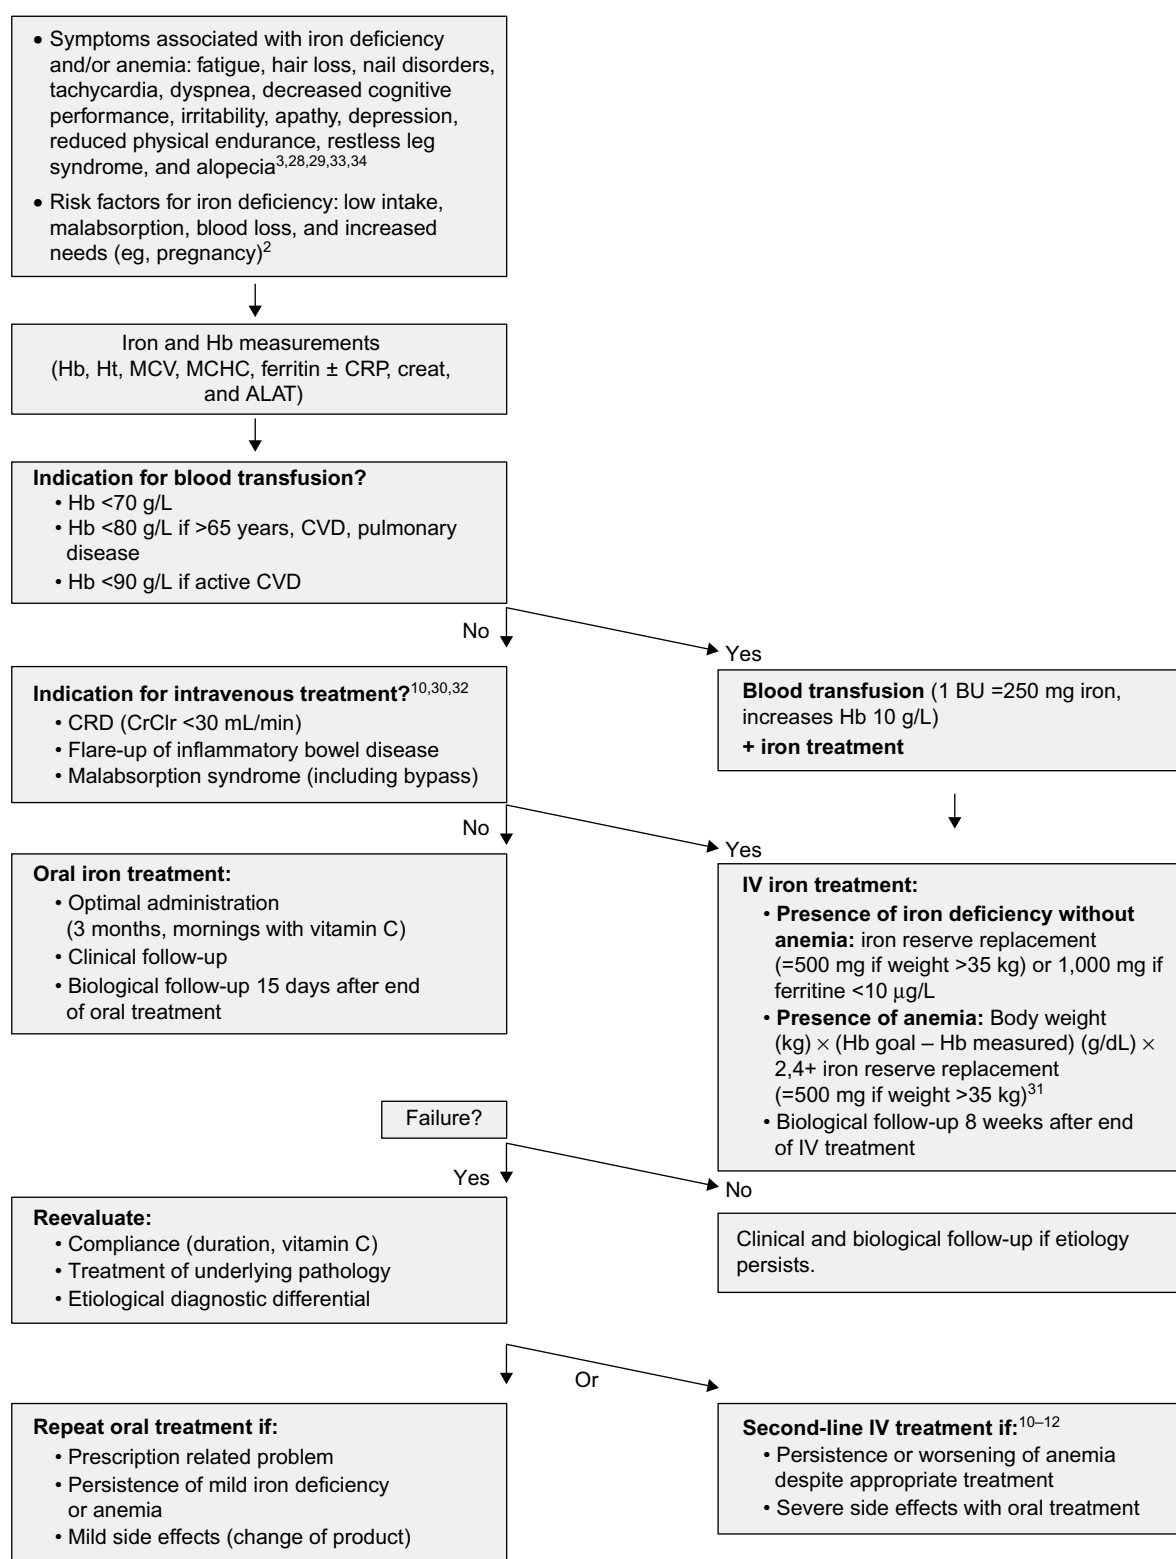 • Symptoms associated with iron deficiency
and/or anemia: fatigue, hair loss, nail disorders,
tachycardia, dyspnea, decreased cognitive
performance, irritability, apathy, depression,
reduced physical endurance, restless leg
syndrome, and alopecia3,28,29,33,34
• Risk factors for iron deficiency: low intake,
malabsorption, blood loss, and increased
needs (eg, pregnancy)2
Iron and Hb measurements
(Hb, Ht, MCV, MCHC, ferritin ± CRP, creat,
and ALAT)
Indication for blood transfusion?
• Hb <70 g/L
• Hb <80 g/L if >65 years, CVD, pulmonary
disease
• Hb <90 g/L if active CVD
No
Yes
Indication for intravenous treatment?10,30,32
• CRD (CrClr <30 mL/min)
• Flare-up of inflammatory bowel disease
• Malabsorption syndrome (including bypass)
Blood transfusion (1 BU =250 mg iron,
increases Hb 10 g/L)
+ iron treatment
No
Yes
Oral iron treatment:
• Optimal administration
(3 months, mornings with vitamin C)
• Clinical follow-up
• Biological follow-up 15 days after end
of oral treatment
IV iron treatment:
• Presence of iron deficiency without
anemia: iron reserve replacement
(=500 mg if weight >35 kg) or 1,000 mg if
ferritine <10 μg/L
• Presence of anemia: Body weight
(kg) × (Hb goal – Hb measured) (g/dL) ×
2,4+ iron reserve replacement
(=500 mg if weight >35 kg)31
• Biological follow-up 8 weeks after end
of IV treatment
Failure?
Yes
No
Reevaluate:
• Compliance (duration, vitamin C)
• Treatment of underlying pathology
• Etiological diagnostic differential
Clinical and biological follow-up if etiology
persists.
Or
Repeat oral treatment if:
• Prescription related problem
• Persistence of mild iron deficiency
or anemia
• Mild side effects (change of product)
Second-line IV treatment if:10–12
• Persistence or worsening of anemia
despite appropriate treatment
• Severe side effects with oral treatment